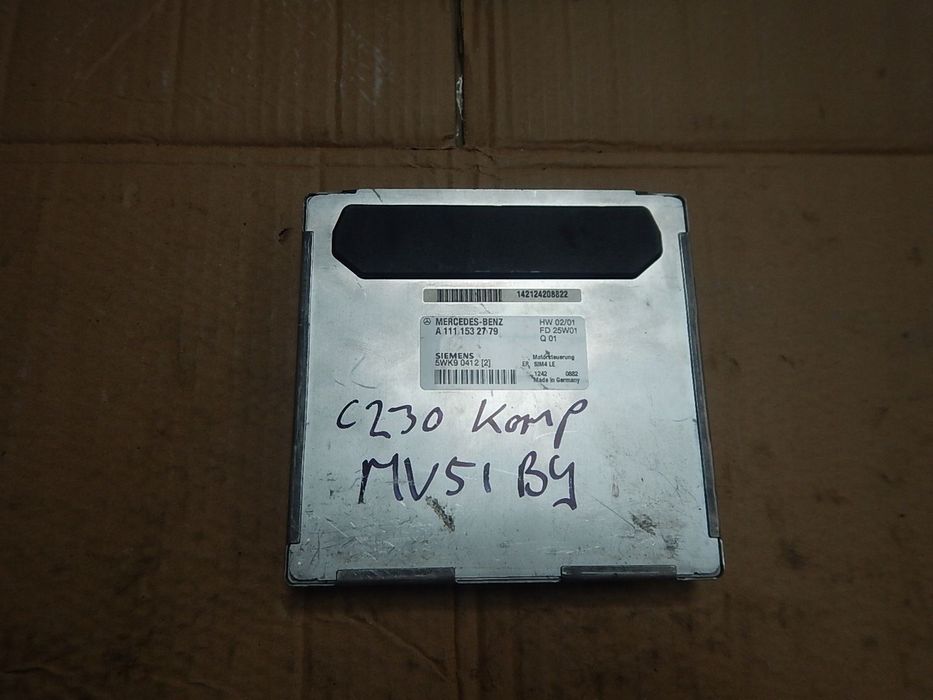 142124208822
MERCEDES-BENZ HW 02/01
A 111 153 27 79 FD 25W01
Q 01
SIEMENS Motorsteuerung
5WK9 0412 [2] EF SIM4 LE
1242 0882
Made in Germany
C230 Komp
MV51 BY